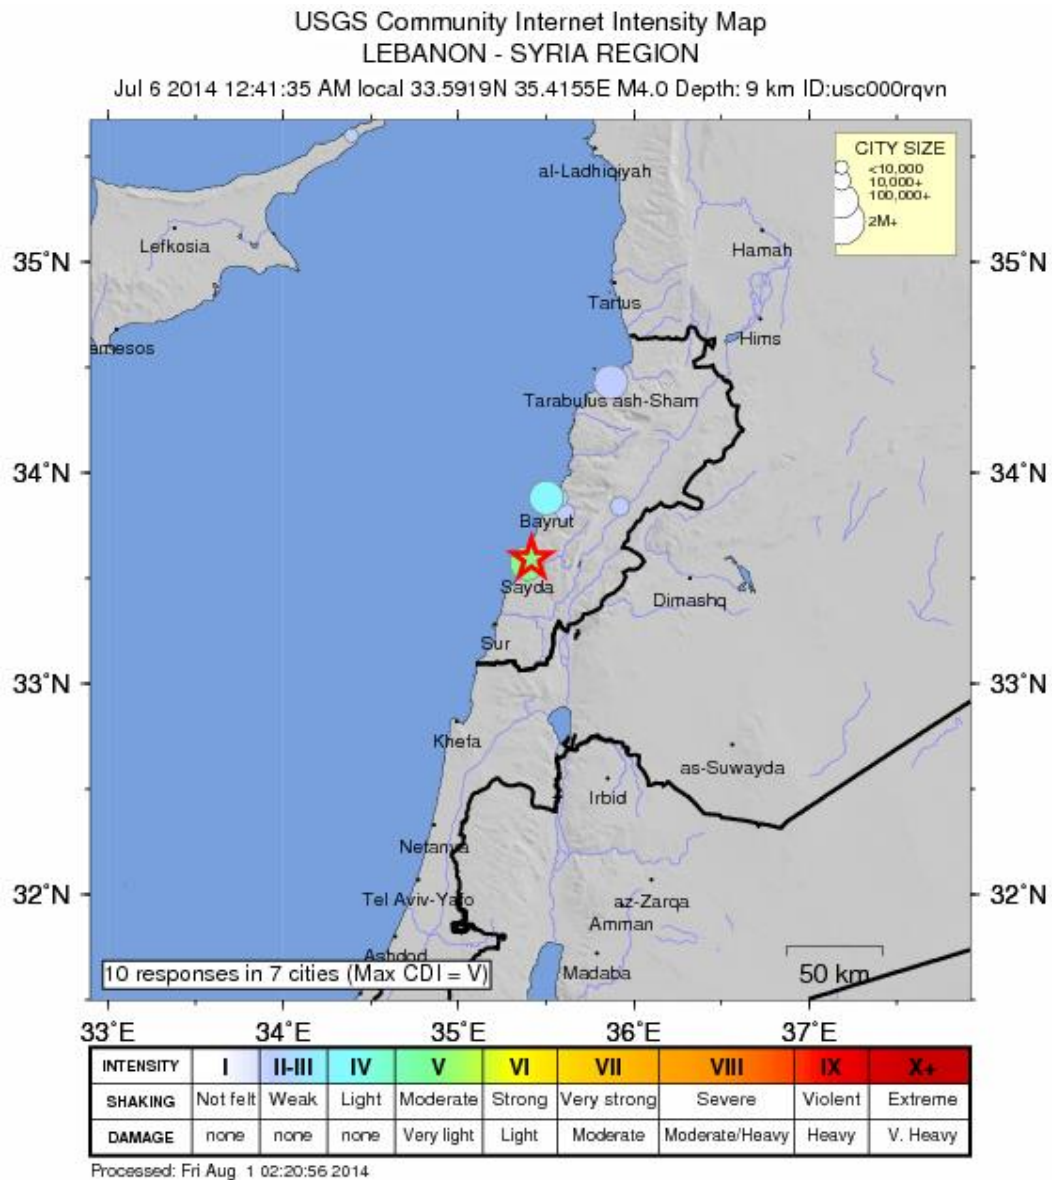 USGS Community Internet Intensity Map
LEBANON - SYRIA REGION
Jul 6 2014 12:41:35 AM local 33.5919N 35.4155E M4.0 Depth: 9 km ID:usc000rqvn
CITY SIZE
<10,000
10,000+
100,000+
2M+
al-Ladhiqiyah
Lefkosia
Hamah
35˚N
35˚N
Tartus
Hims
amesos
Tarabulus ash-Sham
34˚N
34˚N
Bayrut
Sayda
Dimashq
Sur
33˚N
33˚N
Khefa
as-Suwayda
Irbid
Netanya
32˚N
32˚N
Tel Aviv-Yafo
az-Zarqa
Amman
Ashdod
Madaba
10 responses in 7 cities (Max CDI = V)
50 km
33˚E 34˚E 35˚E 36˚E 37˚E
INTENSITY I II-III IV V VI VII VIII IX X+
SHAKING Not felt Weak Light Moderate Strong Very strong Severe Violent Extreme
DAMAGE none none none Very light Light Moderate Moderate/Heavy Heavy V. Heavy
Processed: Fri Aug 1 02:20:56 2014